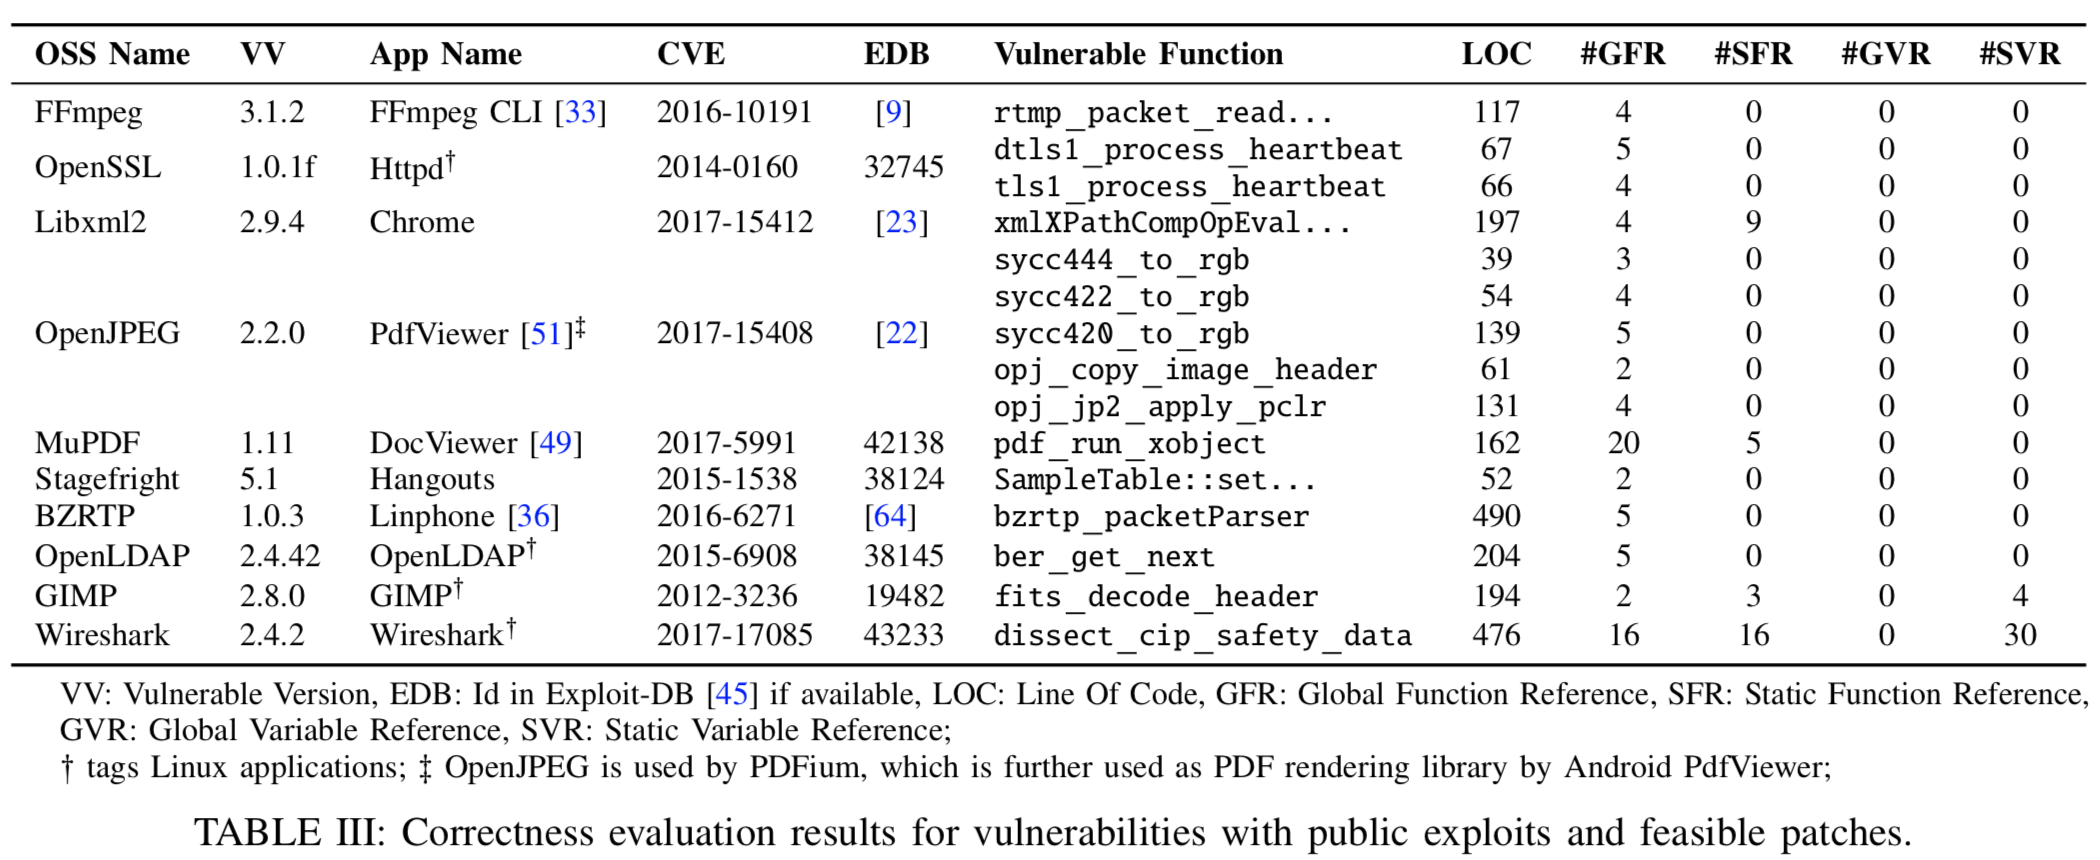 OSS Name VV App Name CVE EDB Vulnerable Function LOC #GFR #SFR #GVR #SVR
FFmpeg 3.1.2 FFmpeg CLI [33] 2016-10191 [9] rtmp_packet_read... 117 4 0 0 0
dtls1_process_heartbeat 67 5 0 0 0
OpenSSL 1.0.1f Httpd† 2014-0160 32745
tls1_process_heartbeat 66 4 0 0 0
Libxml2 2.9.4 Chrome 2017-15412 [23] xmlXPathCompOpEval... 197 4 9 0 0
sycc444_to_rgb 39 3 0 0 0
sycc422_to_rgb 54 4 0 0 0
OpenJPEG 2.2.0 PdfViewer [51]‡ 2017-15408 [22] sycc420_to_rgb 139 5 0 0 0
opj_copy_image_header 61 2 0 0 0
opj_jp2_apply_pclr 131 4 0 0 0
MuPDF 1.11 DocViewer [49] 2017-5991 42138 pdf_run_xobject 162 20 5 0 0
Stagefright 5.1 Hangouts 2015-1538 38124 SampleTable::set... 52 2 0 0 0
BZRTP 1.0.3 Linphone [36] 2016-6271 [64] bzrtp_packetParser 490 5 0 0 0
OpenLDAP 2.4.42 OpenLDAP† 2015-6908 38145 ber_get_next 204 5 0 0 0
GIMP 2.8.0 GIMP† 2012-3236 19482 fits_decode_header 194 2 3 0 4
Wireshark 2.4.2 Wireshark† 2017-17085 43233 dissect_cip_safety_data 476 16 16 0 30
VV: Vulnerable Version, EDB: Id in Exploit-DB [45] if available, LOC: Line Of Code, GFR: Global Function Reference, SFR: Static Function Reference,
GVR: Global Variable Reference, SVR: Static Variable Reference;
† tags Linux applications; ‡ OpenJPEG is used by PDFium, which is further used as PDF rendering library by Android PdfViewer;
TABLE III: Correctness evaluation results for vulnerabilities with public exploits and feasible patches.